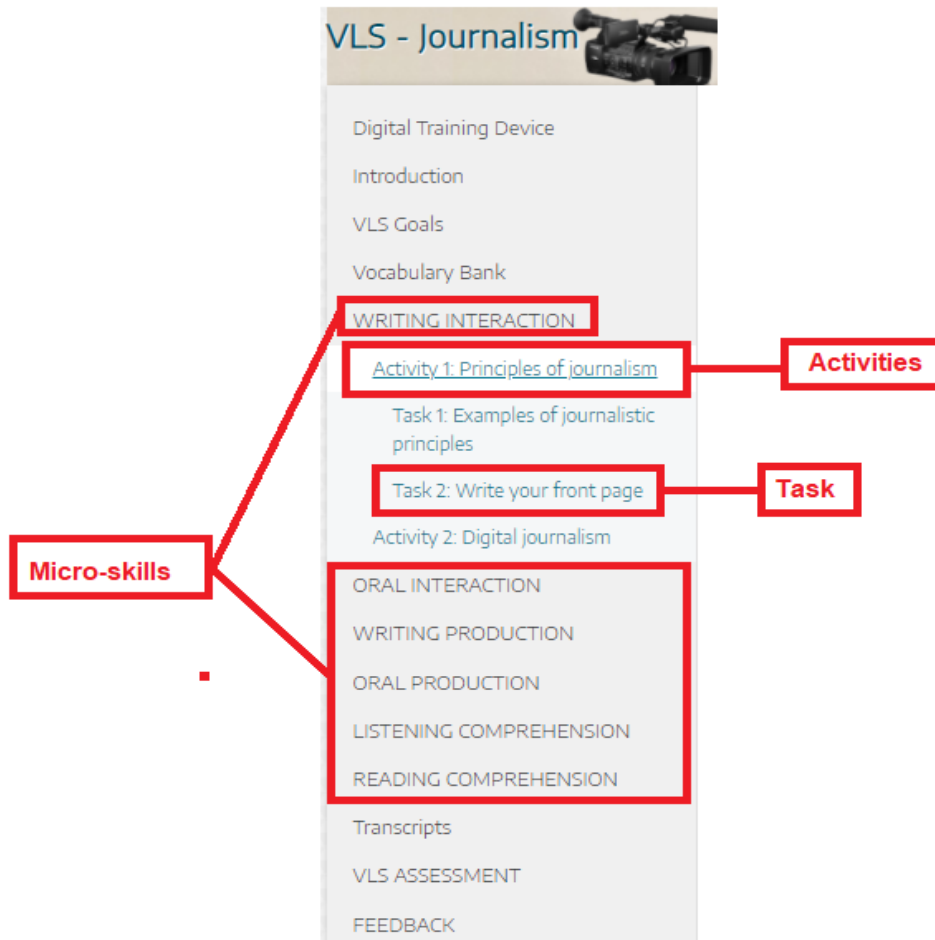 VLS - Journalism
Digital Training Device
Introduction
VLS Goals
Vocabulary Bank
WRITING INTERACTION
Activity 1: Principles of journalism
Activities
Task 1: Examples of journalistic
principles
Task 2: Write your front page
Task
Activity 2: Digital journalism
Micro-skills
ORAL INTERACTION
WRITING PRODUCTION
ORAL PRODUCTION
LISTENING COMPREHENSION
READING COMPREHENSION
Transcripts
VLS ASSESSMENT
FEEDBACK